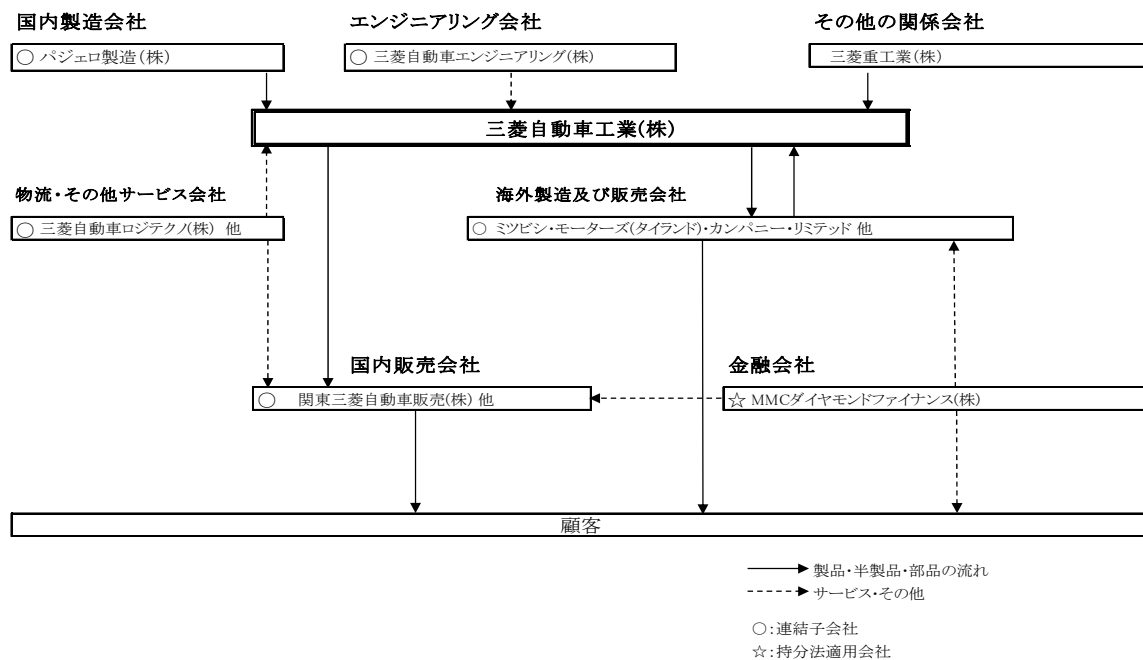 国内製造会社
エンジニアリング会社
その他の関係会社
○ パジェロ製造(株)
○ 三菱自動車エンジニアリング(株)
三菱重工業(株)
三菱自動車工業(株)
物流・その他サービス会社
海外製造及び販売会社
○ 三菱自動車ロジテクノ(株) 他
○ ミツビシ・モーターズ(タイランド)・カンパニー・リミテッド 他
国内販売会社
金融会社
○ 関東三菱自動車販売(株) 他
☆ MMCダイヤモンドファイナンス(株)
顧客
製品・半製品・部品の流れ
サービス・その他
○:連結子会社
☆:持分法適用会社